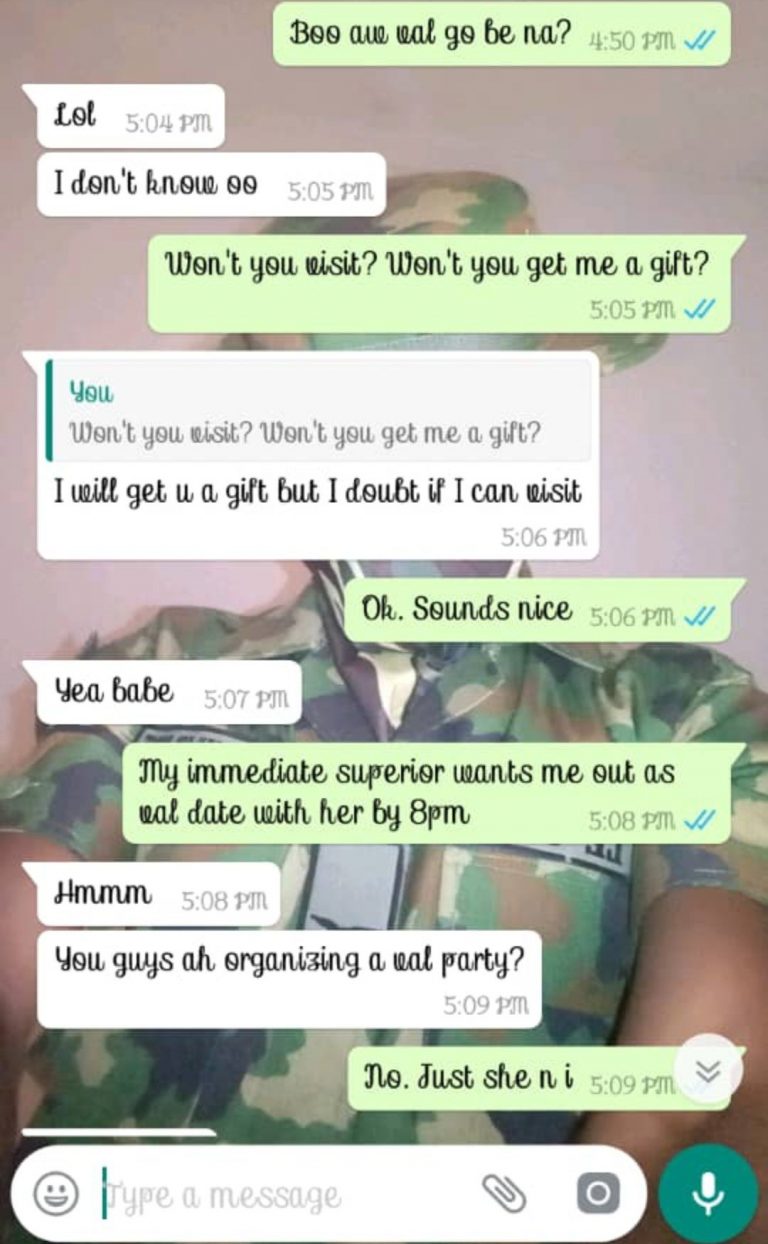 Boo aw val go be na? 4:50 PM
Lol 5:04 PM
I don't know oo 5:05 PM
Won't you visit? Won't you get me a gift?
5:05 PM
You
Won't you visit? Won't you get me a gift?
I will get u a gift but I doubt if I can visit
5:06 PM
Ok. Sounds nice 5:06 PM
Yea babe 5:07 PM
My immediate superior wants me out as
val date with her by 8pm 5:08 PM
Hmmm 5:08 PM
You guys ah organizing a val party?
5:09 PM
No. Just she n i 5:09 PM
Type a message